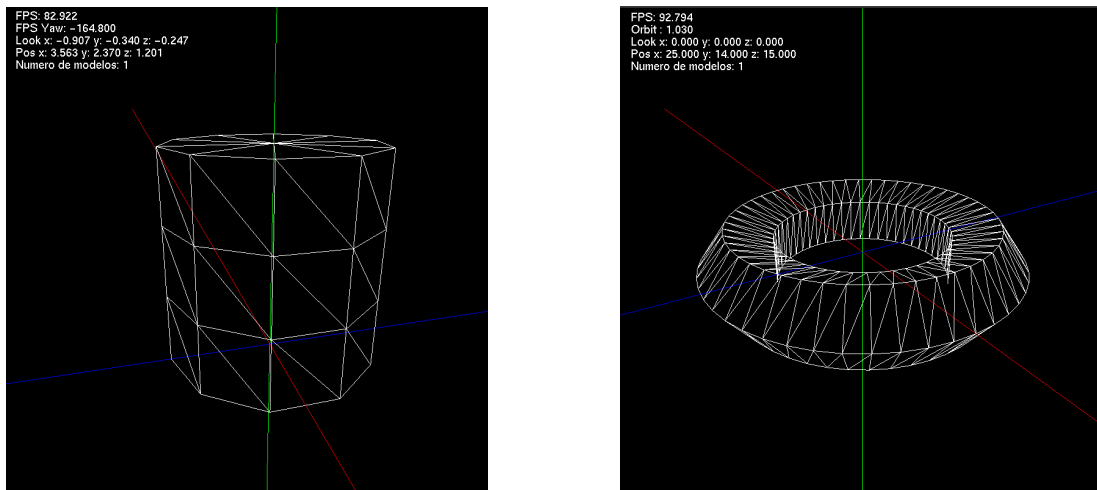 FPS: 82.922
FPS Yaw: -164.800
Look x: -0.907 y: -0.340 z: -0.247
Pos x: 3.563 y: 2.370 z: 1.201
Numero de modelos: 1
FPS: 92.794
Orbit : 1.030
Look x: 0.000 y: 0.000 z: 0.000
Pos x: 25.000 y: 14.000 z: 15.000
Numero de modelos: 1